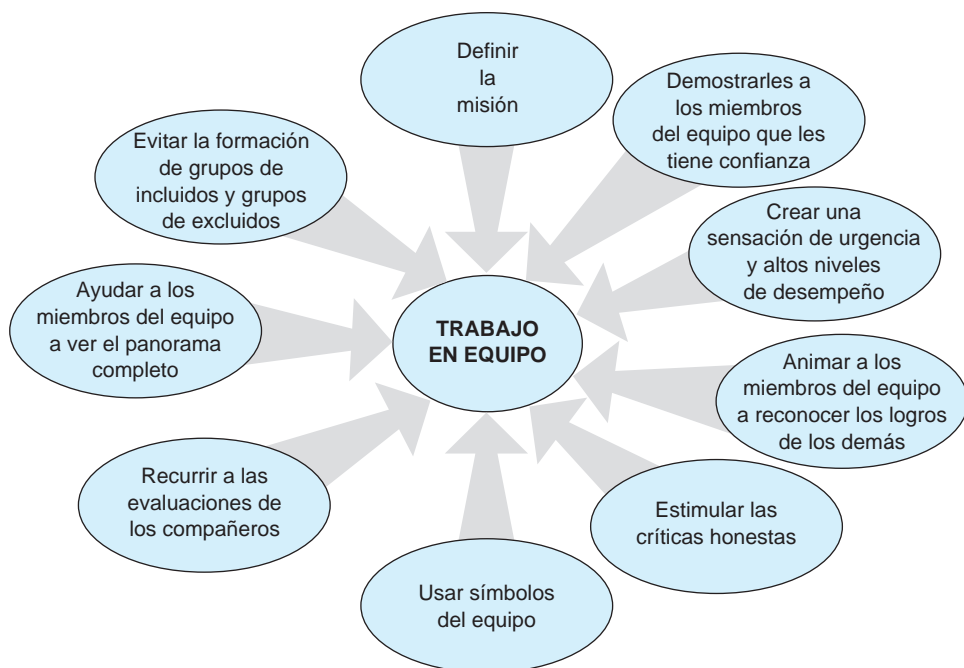 Definir
la
misión
Demostrarles a
los miembros
del equipo que les
tiene confianza
Crear una
sensación de urgencia
y altos niveles
de desempeño
Animar a los
miembros del equipo
a reconocer los logros
de los demás
Estimular las
críticas honestas
Usar símbolos
del equipo
Recurrir a las
evaluaciones de
los compañeros
Ayudar a los
miembros del equipo
a ver el panorama
completo
Evitar la formación
de grupos de
incluidos y grupos
de excluidos
TRABAJO
EN EQUIPO